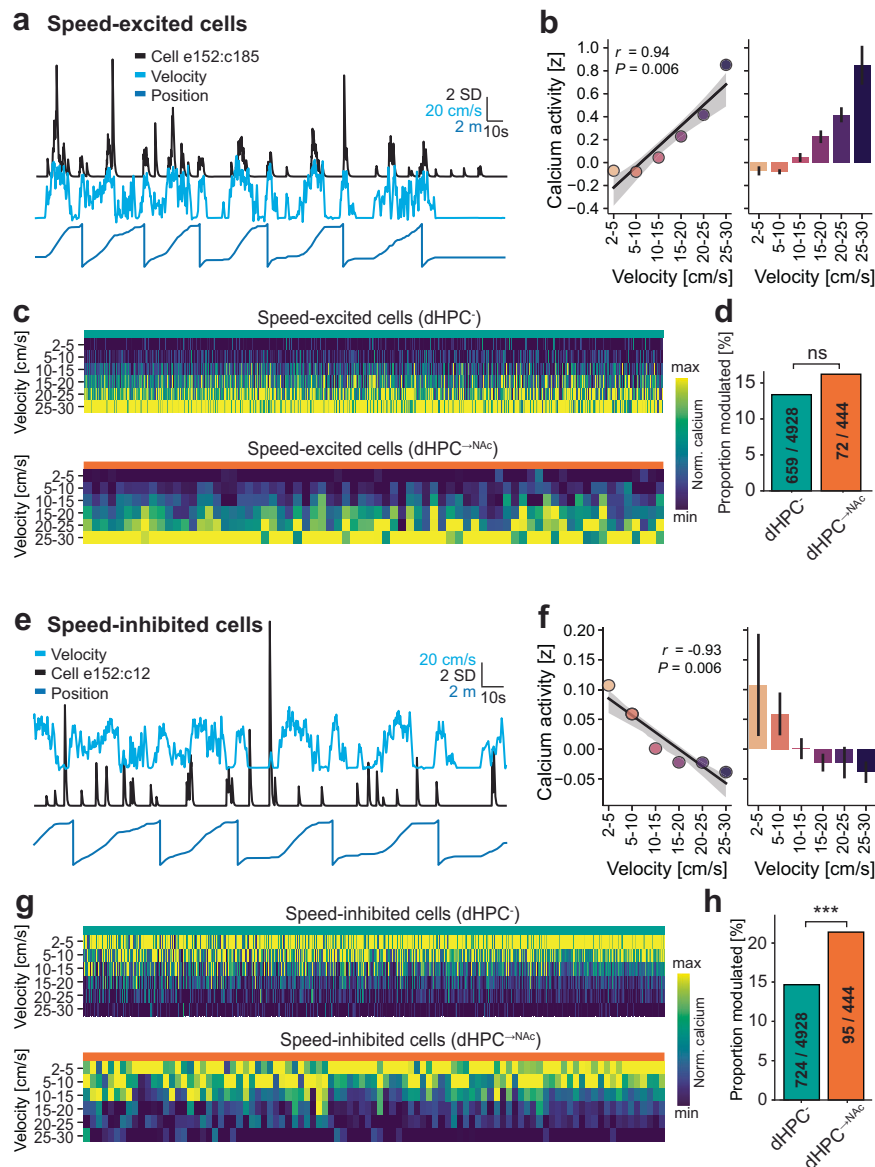 a Speed-excited cells
Cell e152:c185
Velocity
Position
2 SD
20 cm/s
2 m
10s
b
r = 0.94
P = 0.006
Calcium activity [z]
1.0
0.8
0.6
0.4
0.2
0.0
−0.2
−0.4
2-5
5-10
10-15
15-20
20-25
25-30
Velocity [cm/s]
2-5
5-10
10-15
15-20
20-25
25-30
Velocity [cm/s]
c
Speed-excited cells (dHPC-)
Velocity [cm/s]
2-5
5-10
10-15
15-20
20-25
25-30
Speed-excited cells (dHPC→NAc)
Velocity [cm/s]
2-5
5-10
10-15
15-20
20-25
25-30
max
Norm. calcium
min
d
ns
Proportion modulated [%]
15
10
5
0
659 / 4928
72 / 444
dHPC-
dHPC→NAc
e Speed-inhibited cells
Velocity
Cell e152:c12
Position
20 cm/s
2 SD
2 m
10s
f
r = -0.93
P = 0.006
Calcium activity [z]
0.20
0.15
0.10
0.05
0.00
−0.05
2-5
5-10
10-15
15-20
20-25
25-30
Velocity [cm/s]
2-5
5-10
10-15
15-20
20-25
25-30
Velocity [cm/s]
g
Speed-inhibited cells (dHPC-)
Velocity [cm/s]
2-5
5-10
10-15
15-20
20-25
25-30
Speed-inhibited cells (dHPC→NAc)
Velocity [cm/s]
2-5
5-10
10-15
15-20
20-25
25-30
max
Norm. calcium
min
h
***
Proportion modulated [%]
20
15
10
5
0
724 / 4928
95 / 444
dHPC-
dHPC→NAc